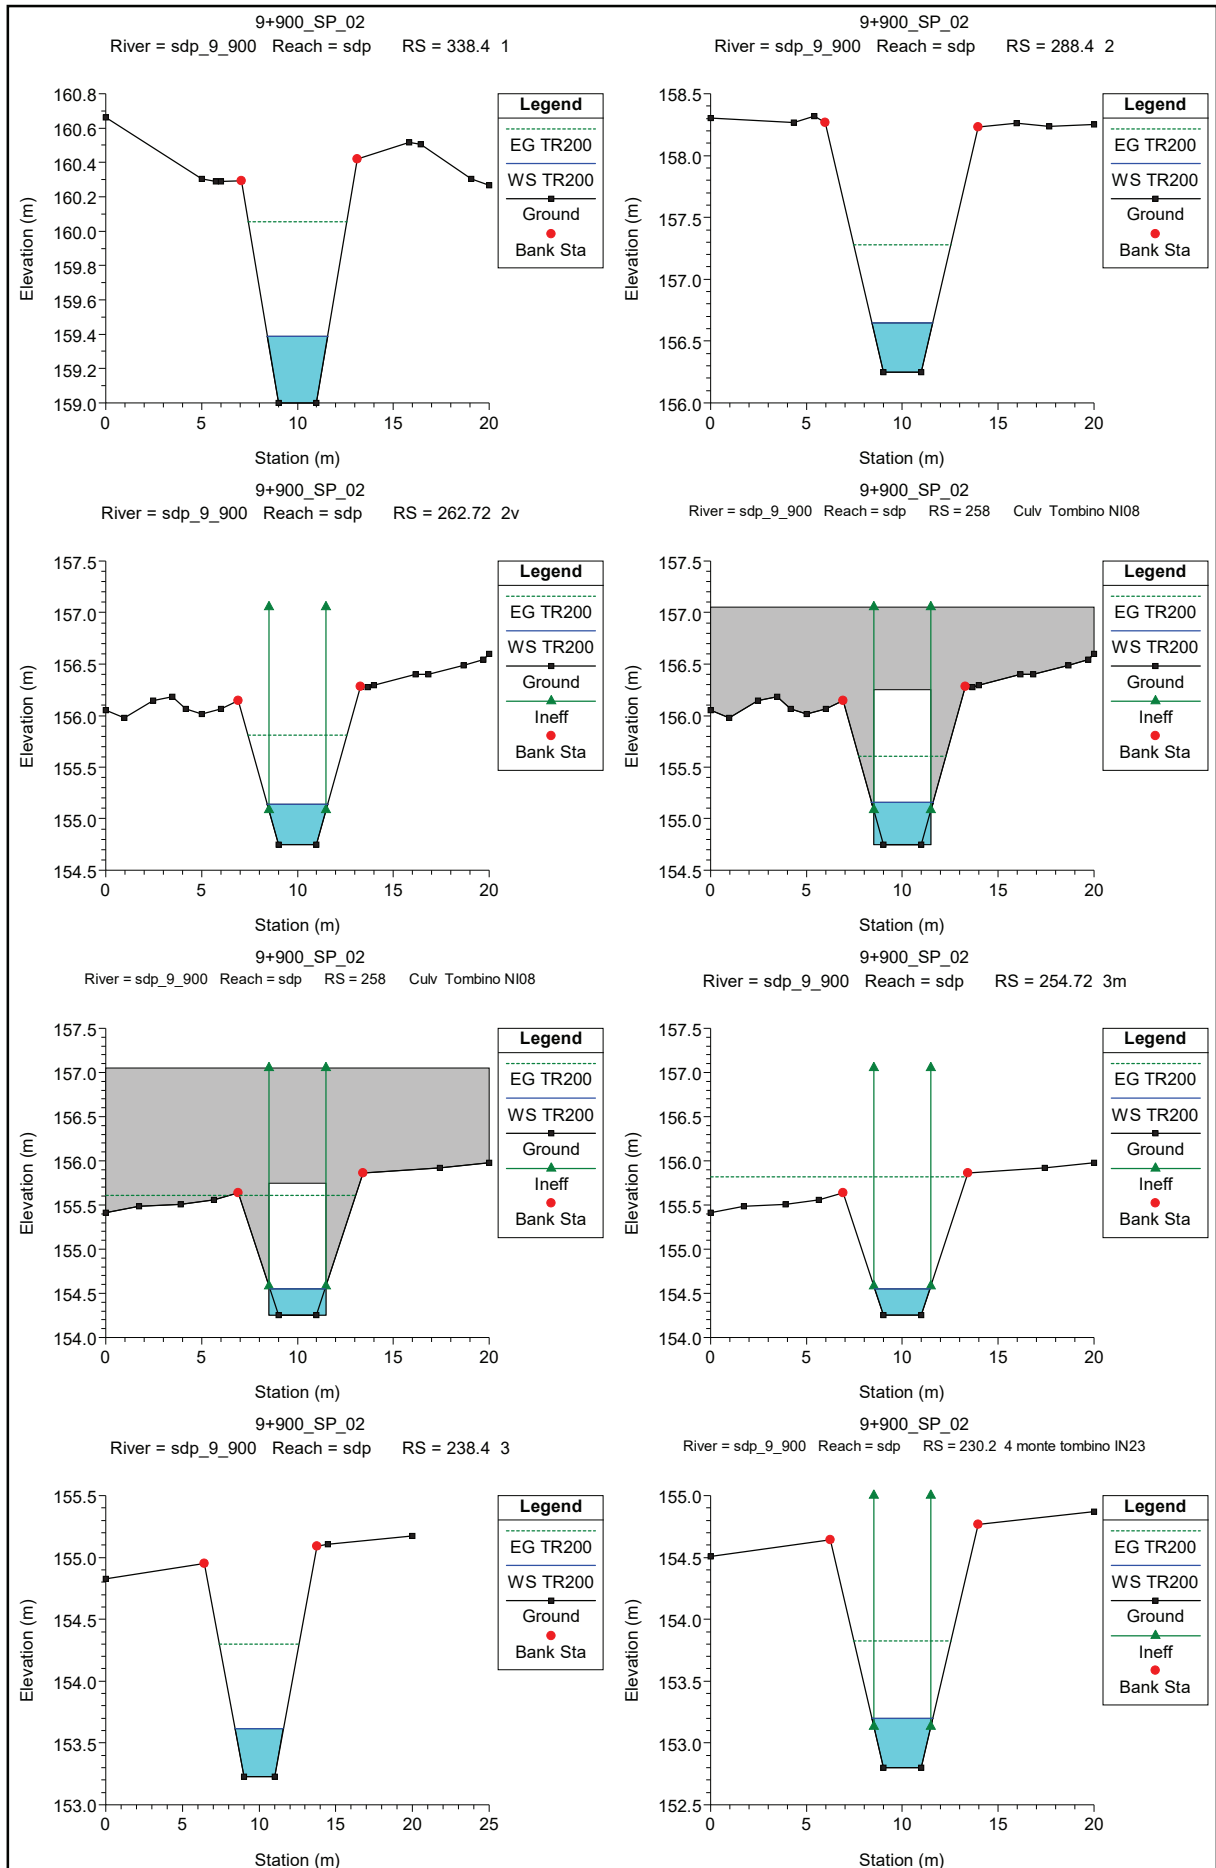 9+900_SP_02
River = sdp_9_900 Reach = sdp RS = 338.4 1
160.8
160.6
160.4
160.2
160.0
159.8
159.6
159.4
159.2
159.0
0 5 10 15 20
Station (m)
Elevation (m)
Legend
EG TR200
WS TR200
Ground
Bank Sta
9+900_SP_02
River = sdp_9_900 Reach = sdp RS = 288.4 2
158.5
158.0
157.5
157.0
156.5
156.0
0 5 10 15 20
Station (m)
Elevation (m)
Legend
EG TR200
WS TR200
Ground
Bank Sta
9+900_SP_02
River = sdp_9_900 Reach = sdp RS = 262.72 2v
157.5
157.0
156.5
156.0
155.5
155.0
154.5
0 5 10 15 20
Station (m)
Elevation (m)
Legend
EG TR200
WS TR200
Ground
Ineff
Bank Sta
9+900_SP_02
River = sdp_9_900 Reach = sdp RS = 258 Culv Tombino NI08
157.5
157.0
156.5
156.0
155.5
155.0
154.5
0 5 10 15 20
Station (m)
Elevation (m)
Legend
EG TR200
WS TR200
Ground
Ineff
Bank Sta
9+900_SP_02
River = sdp_9_900 Reach = sdp RS = 258 Culv Tombino NI08
157.5
157.0
156.5
156.0
155.5
155.0
154.5
154.0
0 5 10 15 20
Station (m)
Elevation (m)
Legend
EG TR200
WS TR200
Ground
Ineff
Bank Sta
9+900_SP_02
River = sdp_9_900 Reach = sdp RS = 254.72 3m
157.5
157.0
156.5
156.0
155.5
155.0
154.5
154.0
0 5 10 15 20
Station (m)
Elevation (m)
Legend
EG TR200
WS TR200
Ground
Ineff
Bank Sta
9+900_SP_02
River = sdp_9_900 Reach = sdp RS = 238.4 3
155.5
155.0
154.5
154.0
153.5
153.0
0 5 10 15 20 25
Station (m)
Elevation (m)
Legend
EG TR200
WS TR200
Ground
Bank Sta
9+900_SP_02
River = sdp_9_900 Reach = sdp RS = 230.2 4 monte tombino IN23
155.0
154.5
154.0
153.5
153.0
152.5
0 5 10 15 20
Station (m)
Elevation (m)
Legend
EG TR200
WS TR200
Ground
Ineff
Bank Sta